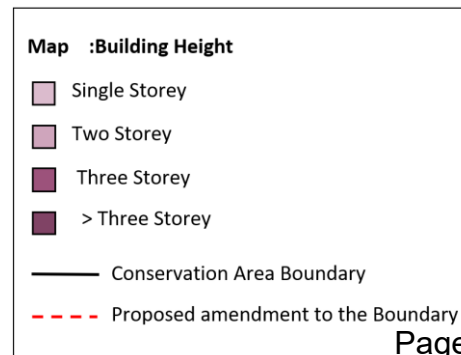 Map :Building Height
Single Storey
Two Storey
Three Storey
> Three Storey
Conservation Area Boundary
Proposed amendment to the Boundary
Page